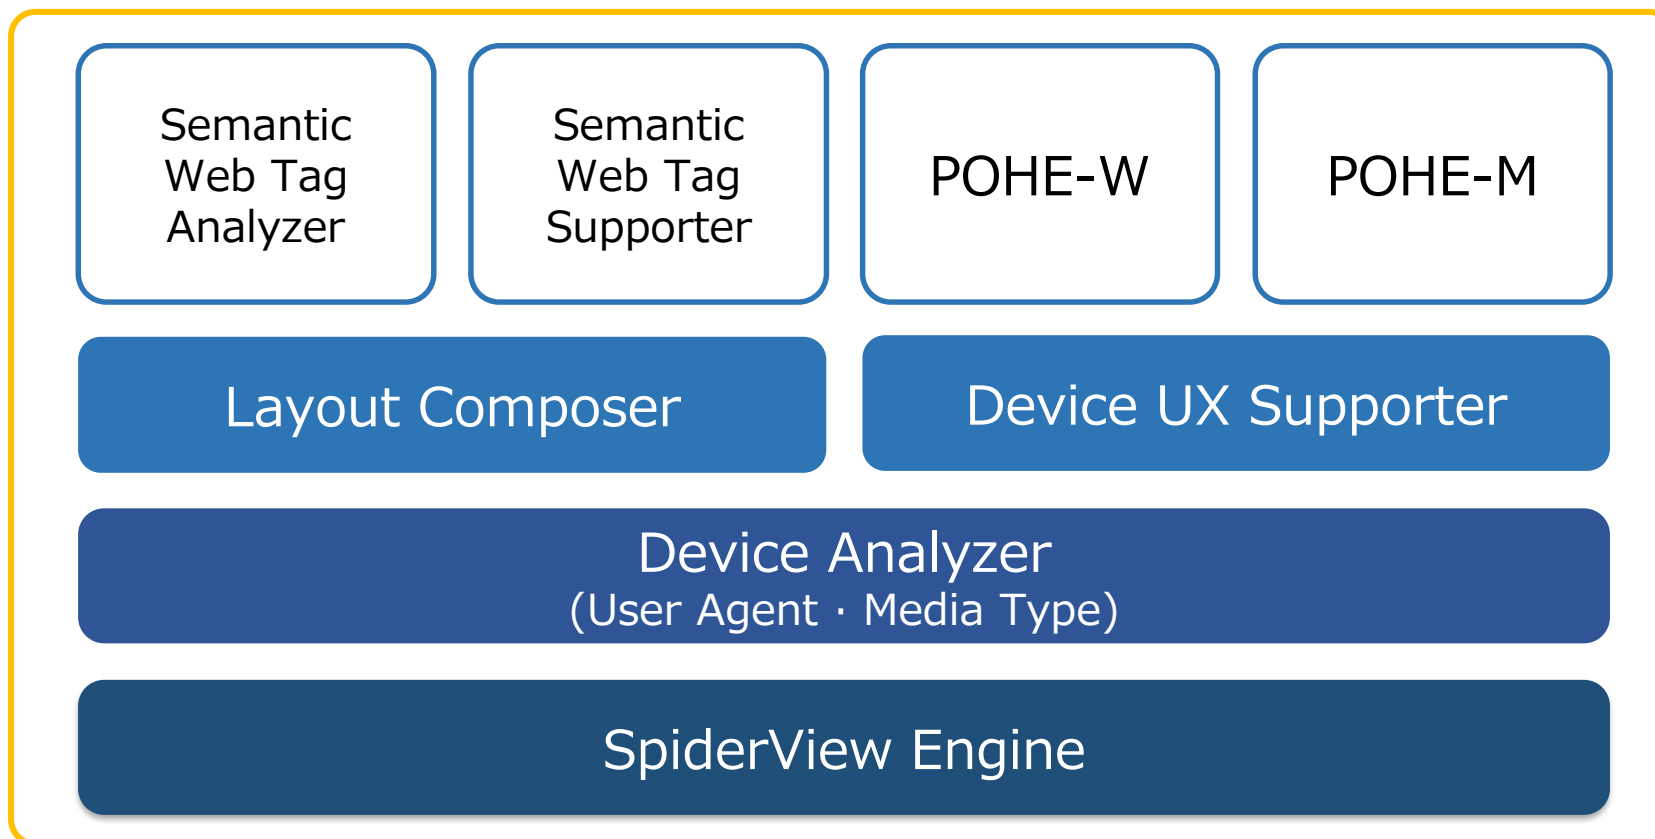 Semantic
Web Tag
Analyzer
Semantic
Web Tag
Supporter
POHE-W
POHE-M
Layout Composer
Device UX Supporter
Device Analyzer
(User Agent · Media Type)
SpiderView Engine